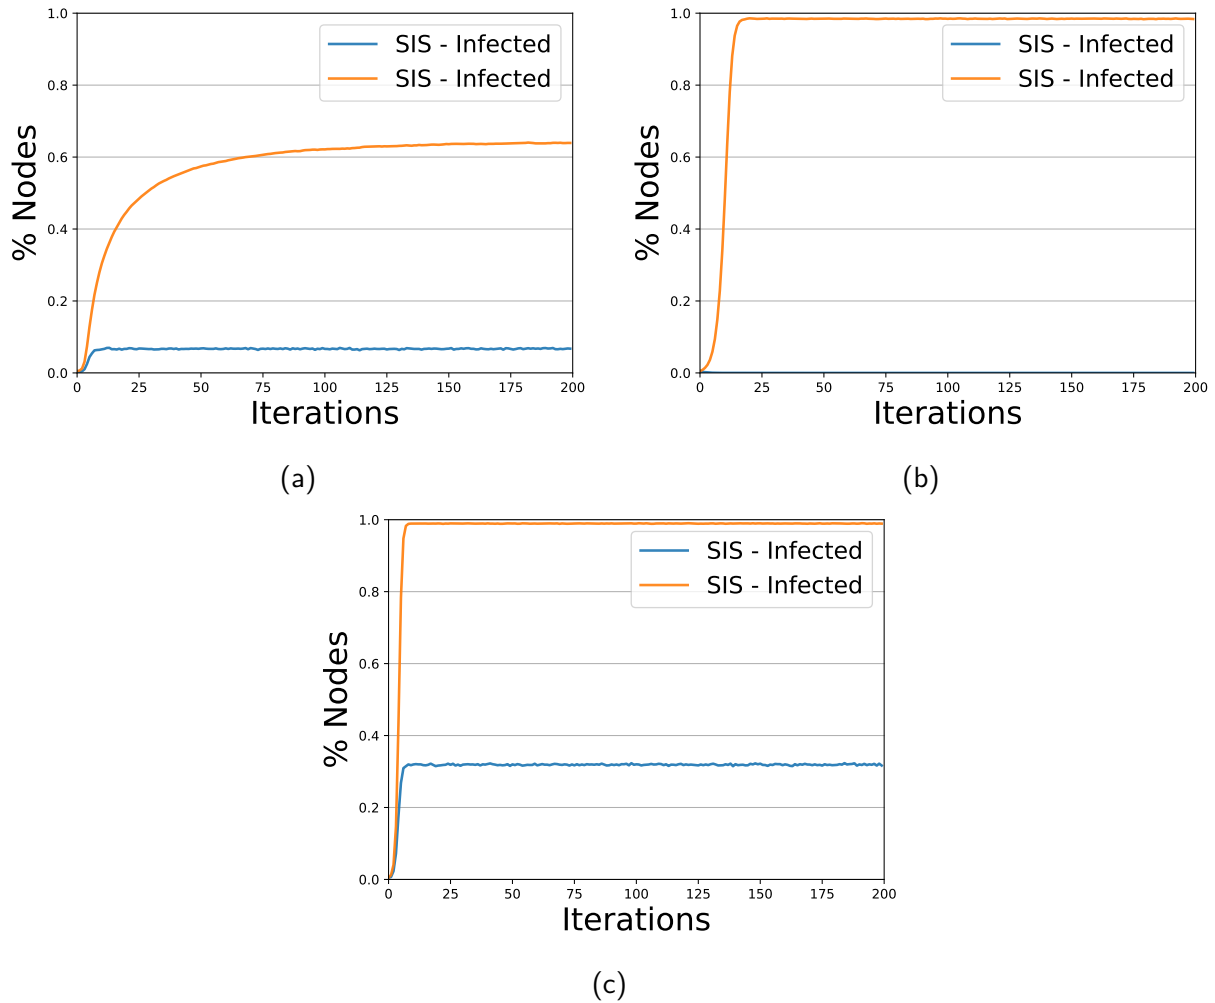 1.0
0.8
0.6
0.4
0.2
0.0
% Nodes
SIS - Infected
SIS - Infected
0 25 50 75 100 125 150 175 200
Iterations
(a)
1.0
0.8
0.6
0.4
0.2
0.0
% Nodes
SIS - Infected
SIS - Infected
0 25 50 75 100 125 150 175 200
Iterations
(b)
1.0
0.8
0.6
0.4
0.2
0.0
% Nodes
SIS - Infected
SIS - Infected
0 25 50 75 100 125 150 175 200
Iterations
(c)